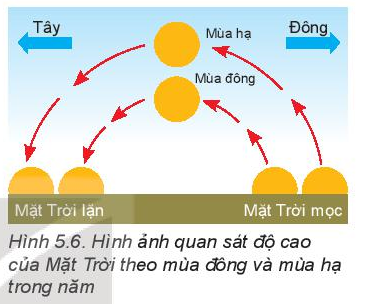 Tây
Đông
Mùa hạ
Mùa đông
Mặt Trời lặn
Mặt Trời mọc
Hình 5.6. Hình ảnh quan sát độ cao
của Mặt Trời theo mùa đông và mùa hạ
trong năm